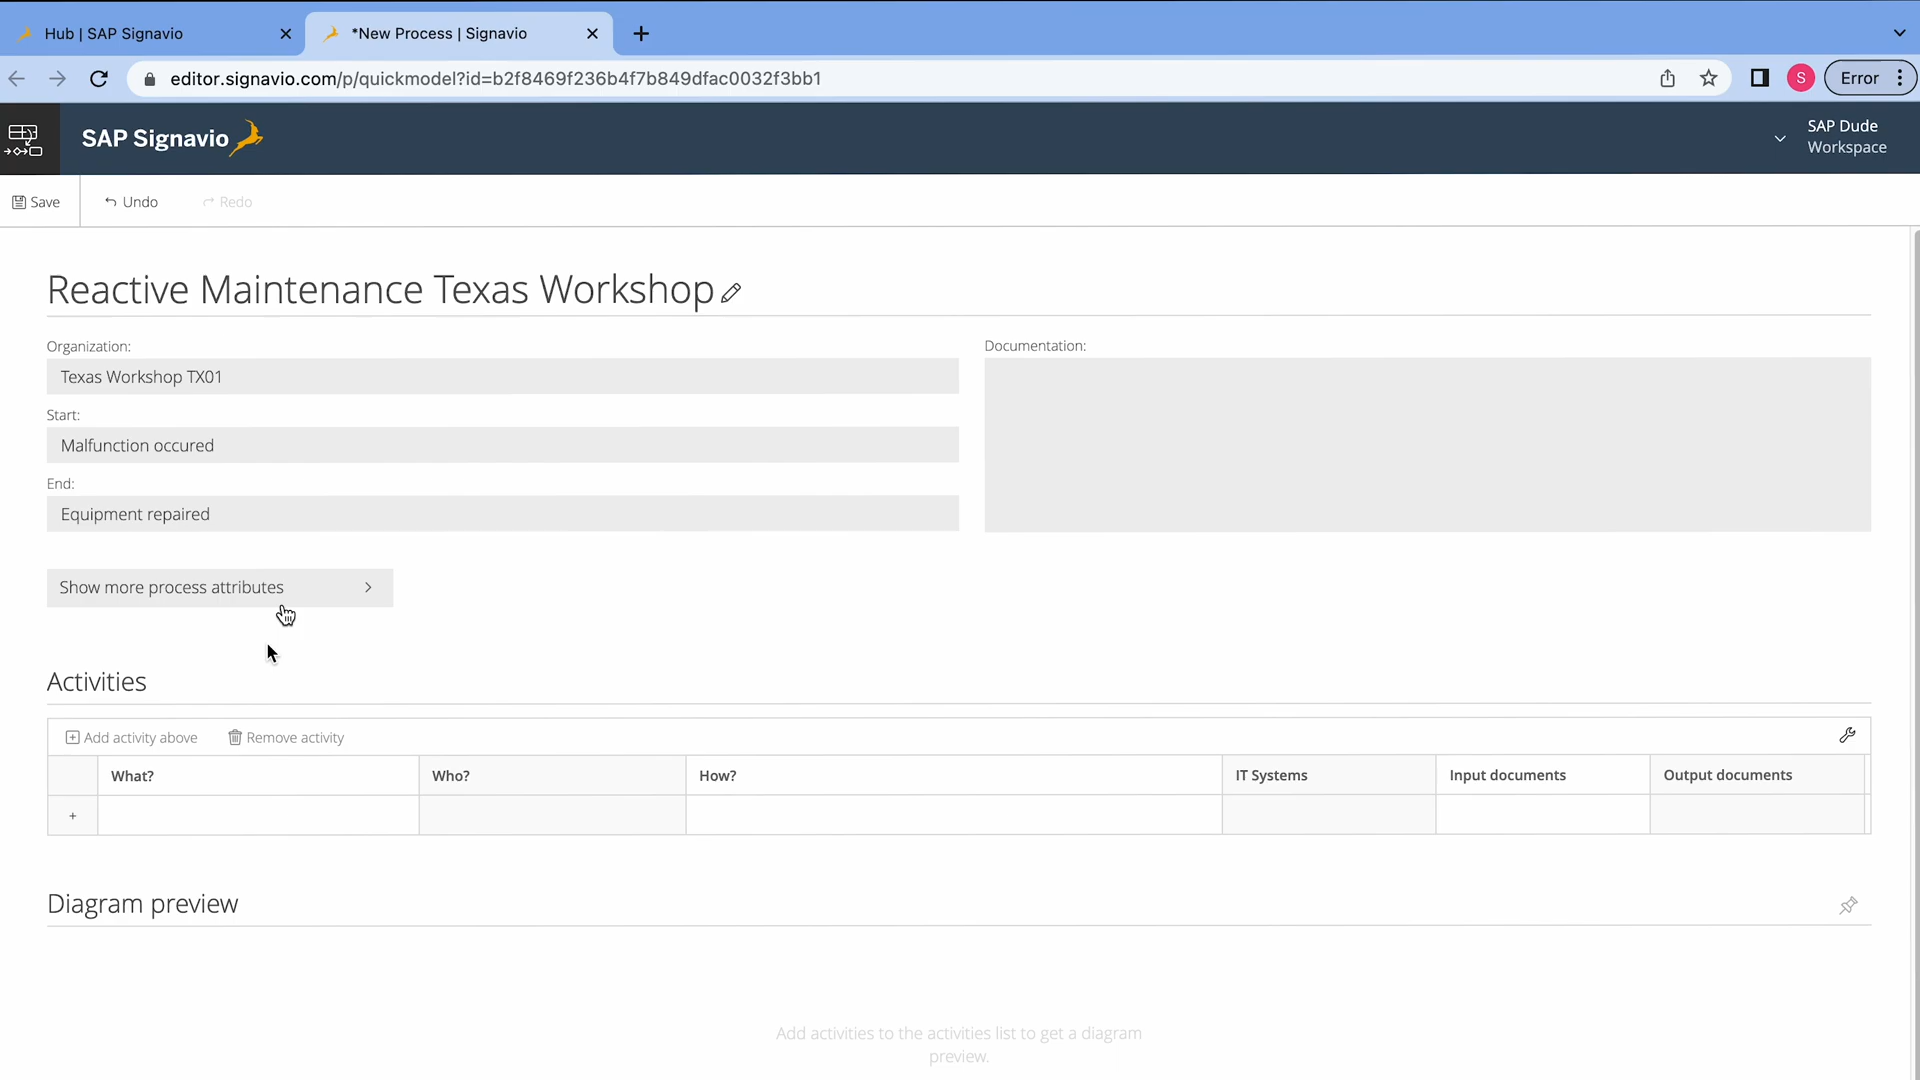 Hub | SAP Signavio
*New Process | Signavio
editor.signavio.com/p/quickmodel?id=b2f8469f236b4f7b849dfac0032f3bb1
S
Error
SAP Signavio
SAP Dude
Workspace
Save
Undo
Redo
Reactive Maintenance Texas Workshop
Organization:
Texas Workshop TX01
Start:
Malfunction occured
End:
Equipment repaired
Documentation:
Show more process attributes
Activities
Add activity above
Remove activity
What?
Who?
How?
IT Systems
Input documents
Output documents
+
Diagram preview
Add activities to the activities list to get a diagram
preview.